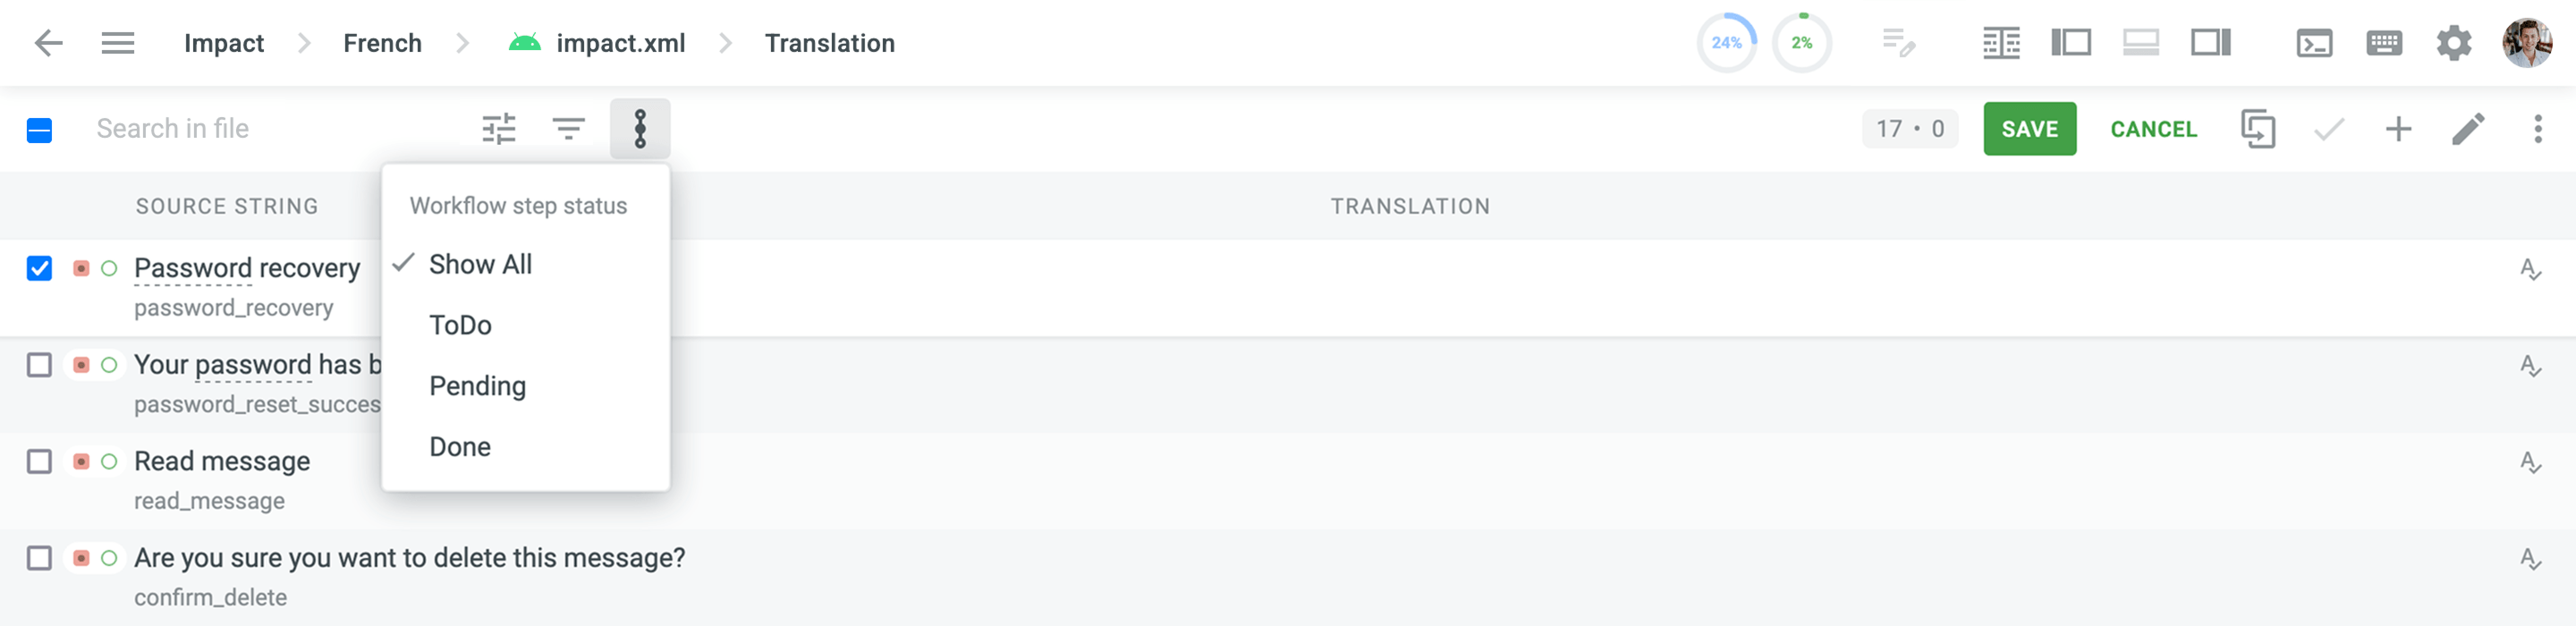 Impact
French
impact.xml
Translation
24%
2%
Search in file
17 • 0
SAVE
CANCEL
SOURCE STRING
TRANSLATION
Workflow step status
Show All
ToDo
Pending
Done
Password recovery
password_recovery
Your password has b
password_reset_succes
Read message
read_message
Are you sure you want to delete this message?
confirm_delete